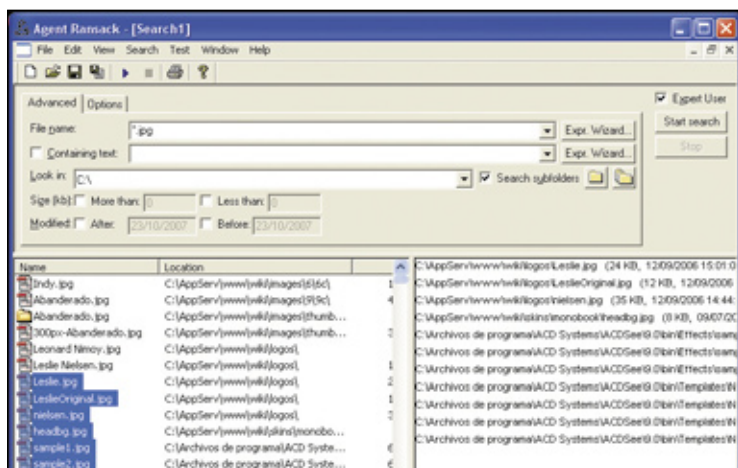 Agent Ransack - [Search1]
File Edit View Search Test Window Help
Advanced Options
Expert User
File name: *.jpg Expr. Wizard... Start search
Containing text: Expr. Wizard... Stop
Look in: C:\ Search subfolders
Size (kb): More than: 0 Less than: 0
Modified: After: 23/10/2007 Before: 23/10/2007
Name Location
Indy.jpg C:\AppServ\www\wiki\images\6\6c\
Abanderado.jpg C:\AppServ\www\wiki\images\9\9c\
Abanderado.jpg C:\AppServ\www\wiki\images\thumb...
300px-Abanderado.jpg C:\AppServ\www\wiki\images\thumb...
Leonard Nimoy.jpg C:\AppServ\www\wiki\logos\
Leslie Nielsen.jpg C:\AppServ\www\wiki\logos\
Leslie.jpg C:\AppServ\www\wiki\logos\
LeslieOriginal.jpg C:\AppServ\www\wiki\logos\
nielsen.jpg C:\AppServ\www\wiki\logos\
headbg.jpg C:\AppServ\www\wiki\skins\monobo...
sample1.jpg C:\Archivos de programa\ACD Syste...
sample2.jpg C:\Archivos de programa\ACD Syste...
C:\AppServ\www\wiki\logos\Leslie.jpg (24 KB, 12/09/2006 15:01:0
C:\AppServ\www\wiki\logos\LeslieOriginal.jpg (12 KB, 12/09/2006
C:\AppServ\www\wiki\logos\nielsen.jpg (35 KB, 12/09/2006 14:44:
C:\AppServ\www\wiki\skins\monobook\headbg.jpg (8 KB, 09/07/20
C:\Archivos de programa\ACD Systems\ACDSee\9.0\bin\Effects\sam
C:\Archivos de programa\ACD Systems\ACDSee\9.0\bin\Effects\sam
C:\Archivos de programa\ACD Systems\ACDSee\9.0\bin\Templates\N
C:\Archivos de programa\ACD Systems\ACDSee\9.0\bin\Templates\N
C:\Archivos de programa\ACD Systems\ACDSee\9.0\bin\Templates\N
C:\Archivos de programa\ACD Systems\ACDSee\9.0\bin\Templates\N